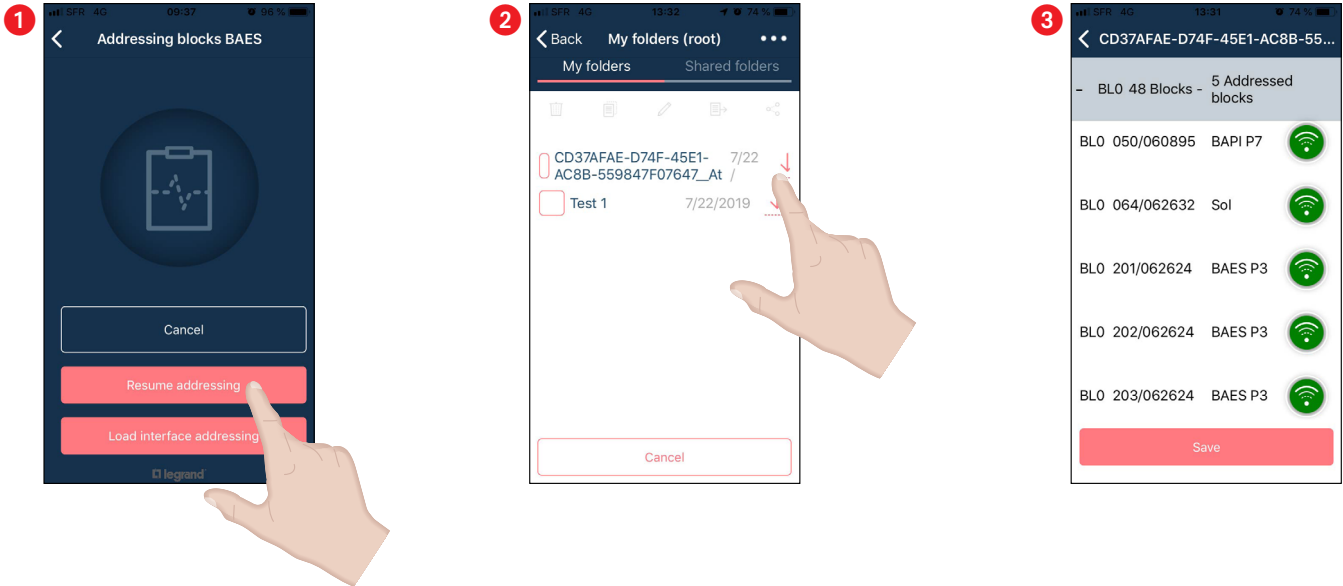 1
SFR 4G 09:37 96 %
Addressing blocks BAES
Cancel
Resume addressing
Load interface addressing
legrand
2
SFR 4G 13:32 74 %
Back My folders (root) •••
My folders Shared folders
CD37AFAE-D74F-45E1- 7/22
AC8B-559847F07647_At /
Test 1 7/22/2019
Cancel
3
SFR 4G 13:31 74 %
CD37AFAE-D74F-45E1-AC8B-55...
- BL0 48 Blocks - 5 Addressed
blocks
BL0 050/060895 BAPI P7
BL0 064/062632 Sol
BL0 201/062624 BAES P3
BL0 202/062624 BAES P3
BL0 203/062624 BAES P3
Save